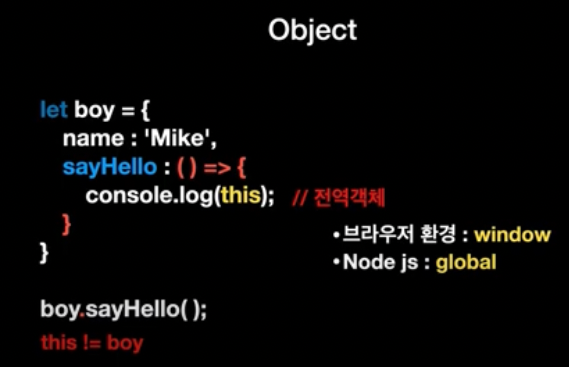 Object
let boy = {
name : 'Mike',
sayHello : ( ) => {
console.log(this); // 전역객체
}
•브라우저 환경 : window
}
•Node js : global
boy.sayHello( );
this != boy